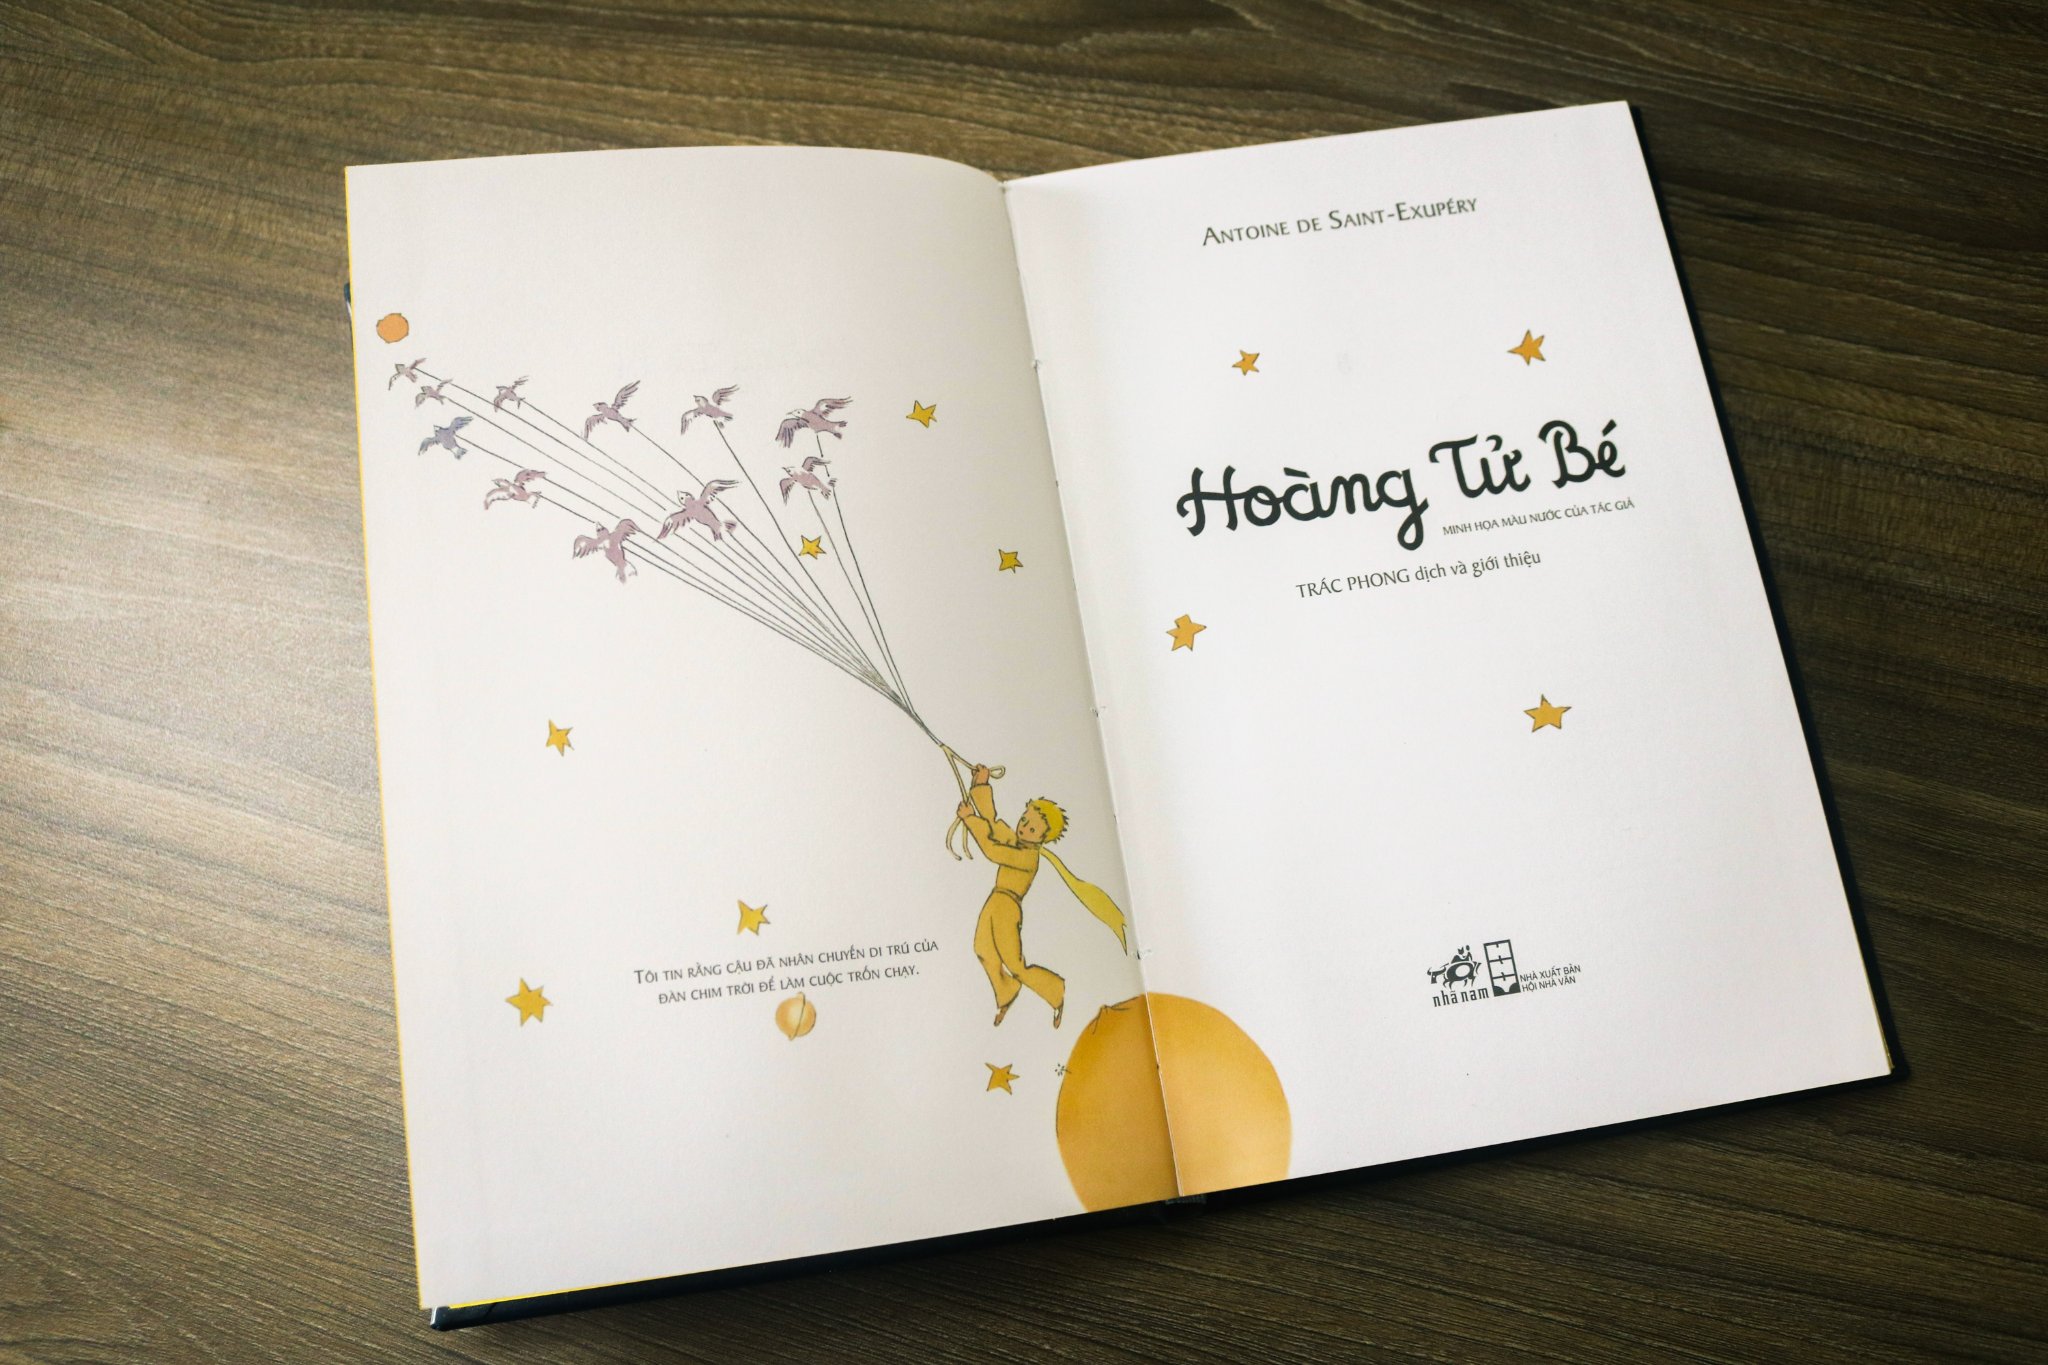 Tôi tin rằng cậu đã nhân chuyến di trú của
đàn chim trời để làm cuộc trốn chạy.
Antoine de Saint-Exupéry
Hoàng Tử Bé
MINH HỌA MÀU NƯỚC CỦA TÁC GIẢ
TRÁC PHONG dịch và giới thiệu
nhã nam
NHÀ XUẤT BẢN
HỘI NHÀ VĂN